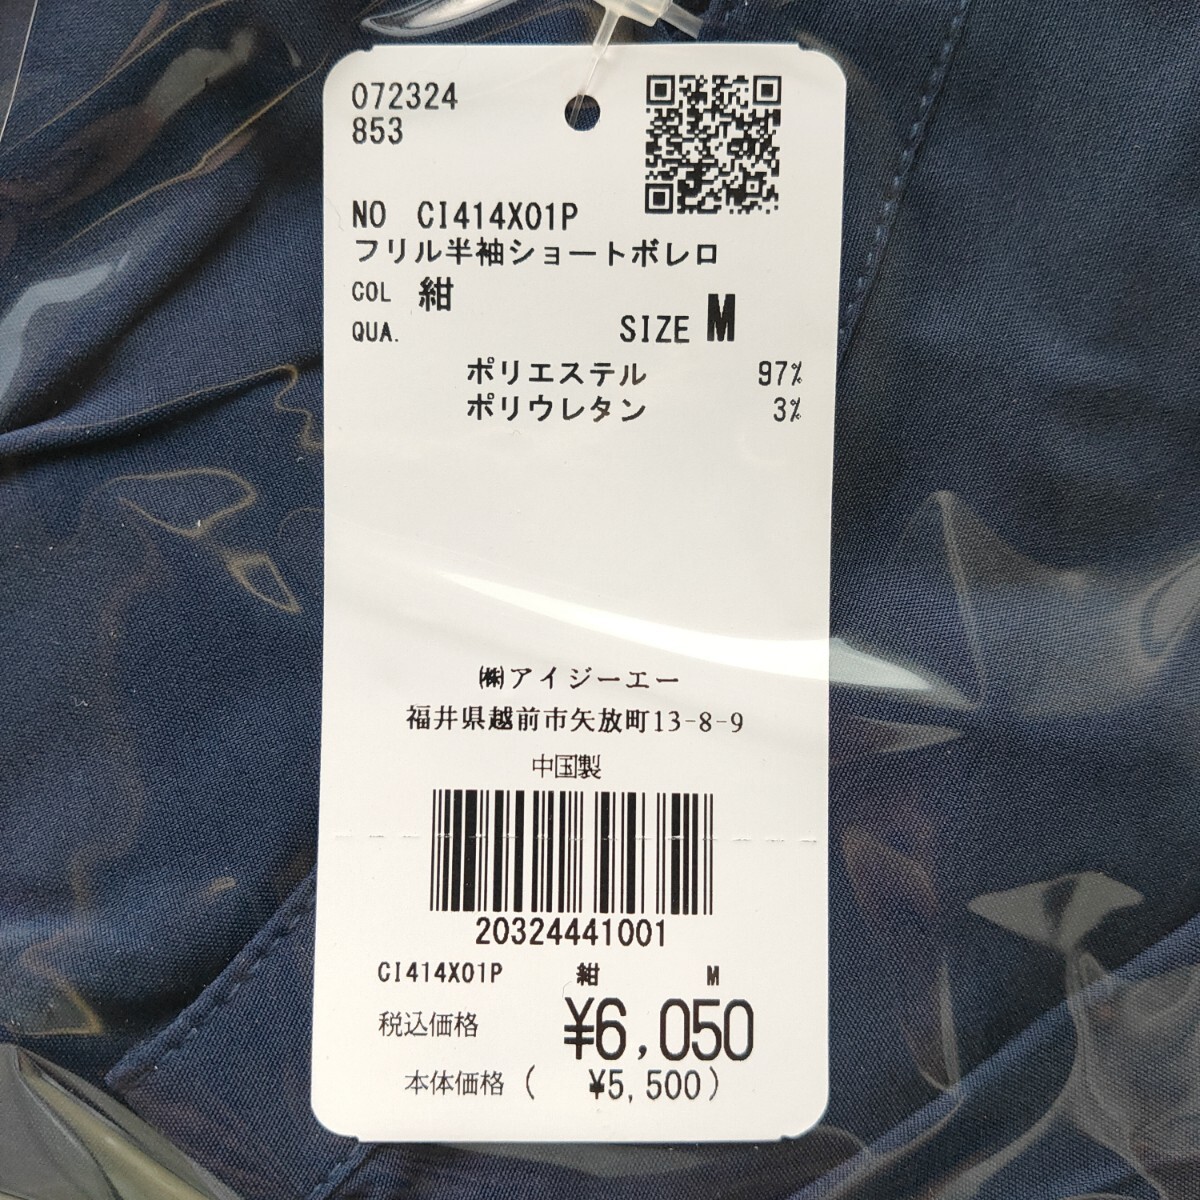 072324
853
NO CI414X01P
フリル半袖ショートボレロ
COL 紺
QUA.
SIZE M
ポリエステル 97%
ポリウレタン 3%
㈱アイジーエー
福井県越前市矢放町13-8-9
中国製
20324441001
CI414X01P 紺 M
税込価格 ¥6,050
本体価格( ¥5,500)